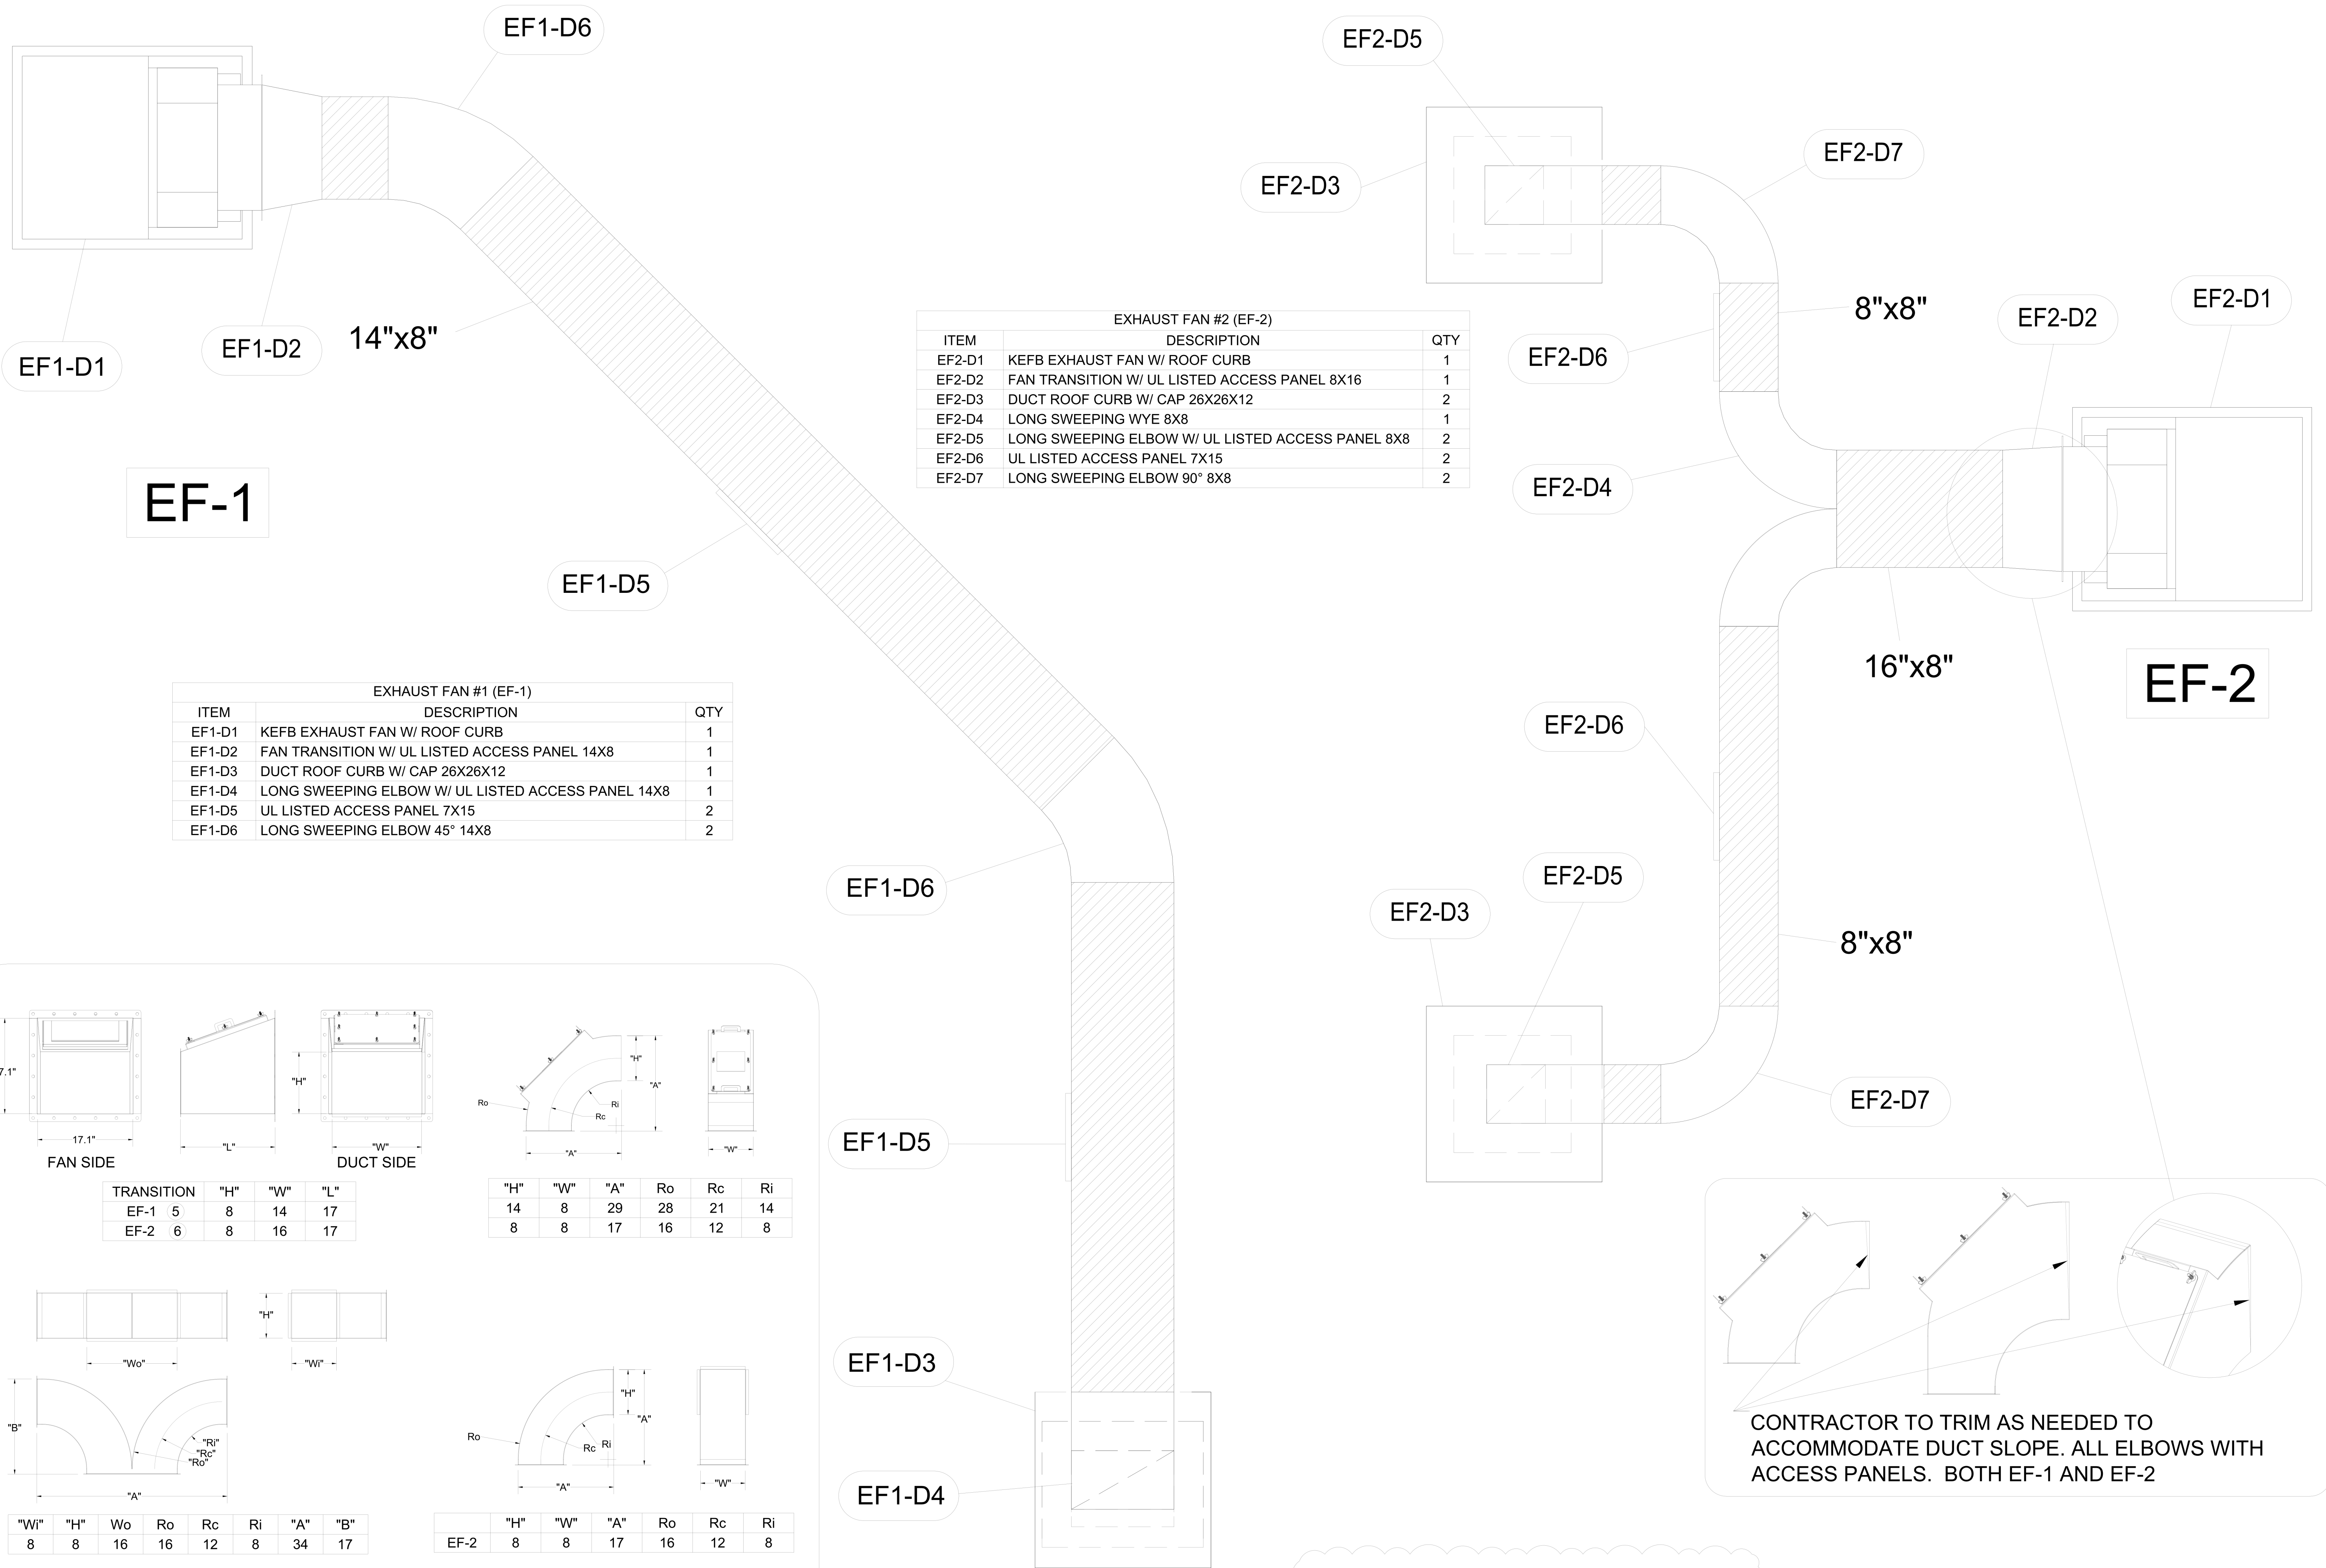 EF1-D6
EF2-D5
EF2-D7
EF2-D3
EF1-D1
EF1-D2
14"x8"
EF-1
EXHAUST FAN #2 (EF-2)
ITEM DESCRIPTION QTY
EF2-D1 KEFB EXHAUST FAN W/ ROOF CURB 1
EF2-D2 FAN TRANSITION W/ UL LISTED ACCESS PANEL 8X16 1
EF2-D3 DUCT ROOF CURB W/ CAP 26X26X12 2
EF2-D4 LONG SWEEPING WYE 8X8 1
EF2-D5 LONG SWEEPING ELBOW W/ UL LISTED ACCESS PANEL 8X8 2
EF2-D6 UL LISTED ACCESS PANEL 7X15 2
EF2-D7 LONG SWEEPING ELBOW 90° 8X8 2
8"x8"
EF2-D2
EF2-D1
EF2-D6
EF2-D4
EF1-D5
16"x8"
EF-2
EXHAUST FAN #1 (EF-1)
ITEM DESCRIPTION QTY
EF1-D1 KEFB EXHAUST FAN W/ ROOF CURB 1
EF1-D2 FAN TRANSITION W/ UL LISTED ACCESS PANEL 14X8 1
EF1-D3 DUCT ROOF CURB W/ CAP 26X26X12 1
EF1-D4 LONG SWEEPING ELBOW W/ UL LISTED ACCESS PANEL 14X8 1
EF1-D5 UL LISTED ACCESS PANEL 7X15 2
EF1-D6 LONG SWEEPING ELBOW 45° 14X8 2
EF2-D6
EF1-D6
EF2-D5
EF2-D3
8"x8"
EF2-D7
EF1-D5
EF1-D3
EF1-D4
7.1"
17.1"
FAN SIDE
"L"
"H"
"W"
DUCT SIDE
TRANSITION "H" "W" "L"
EF-1 5 8 14 17
EF-2 6 8 16 17
"H"
"A"
Ro
Ri
Rc
"A"
"W"
"H" "W" "A" Ro Rc Ri
14 8 29 28 21 14
8 8 17 16 12 8
"H"
"Wo"
"Wi"
"B"
"Ri"
"Rc"
"Ro"
"A"
"Wi" "H" Wo Ro Rc Ri "A" "B"
8 8 16 16 12 8 34 17
"H"
"A"
Ro
Rc
Ri
"A"
"W"
"H" "W" "A" Ro Rc Ri
EF-2 8 8 17 16 12 8
CONTRACTOR TO TRIM AS NEEDED TO
ACCOMMODATE DUCT SLOPE. ALL ELBOWS WITH
ACCESS PANELS. BOTH EF-1 AND EF-2